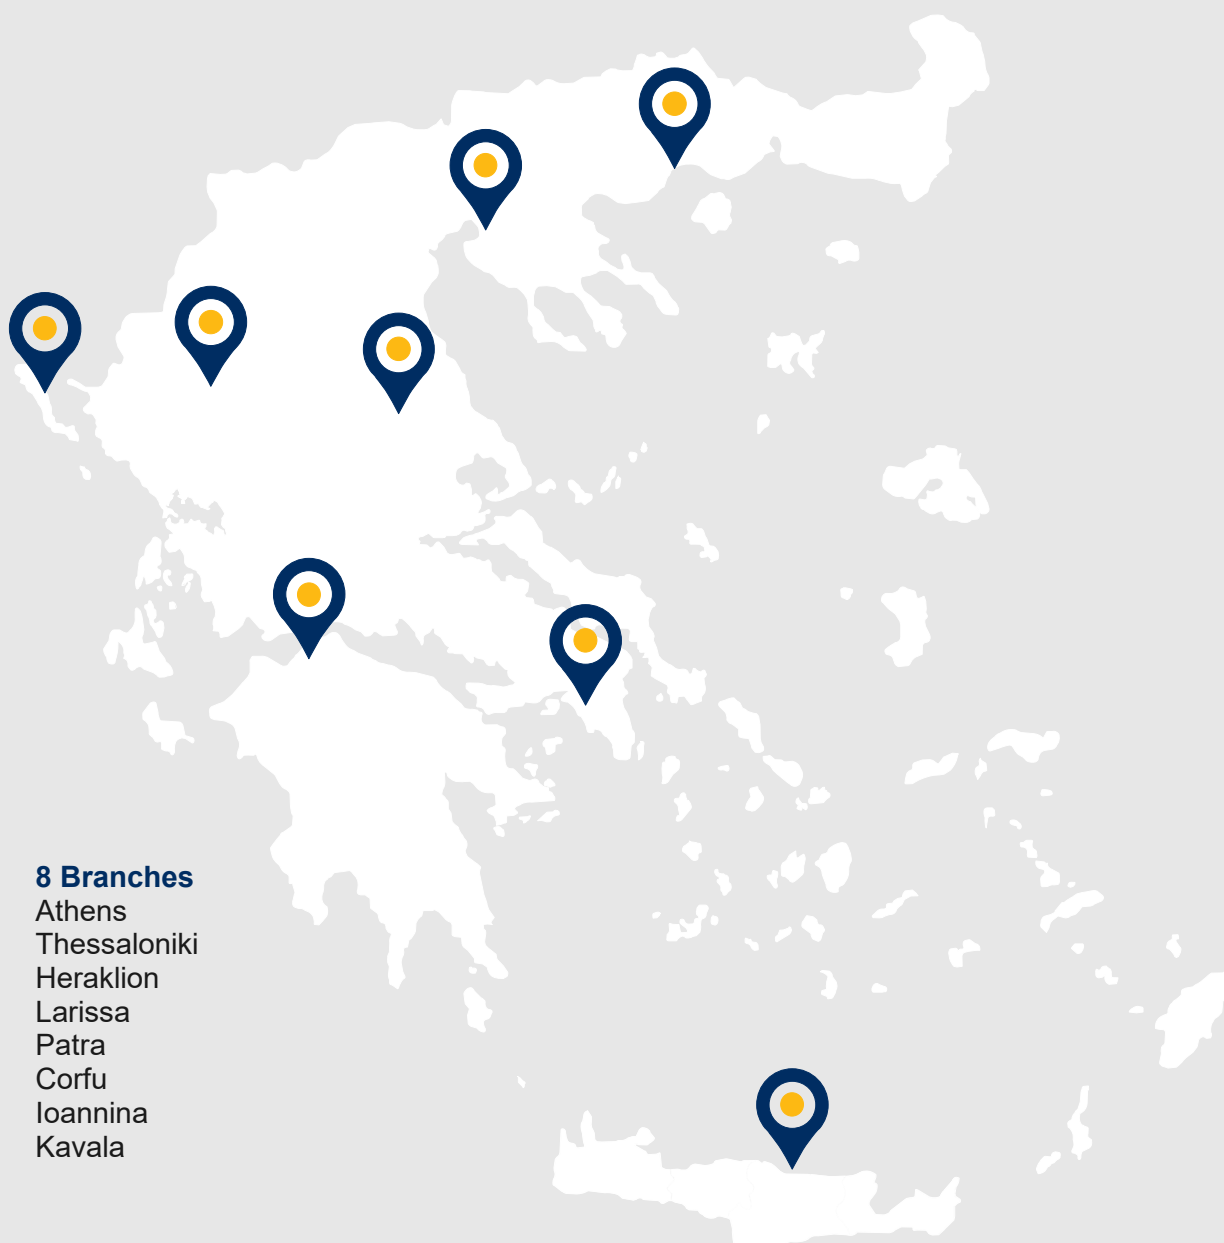 8 Branches
Athens
Thessaloniki
Heraklion
Larissa
Patra
Corfu
Ioannina
Kavala